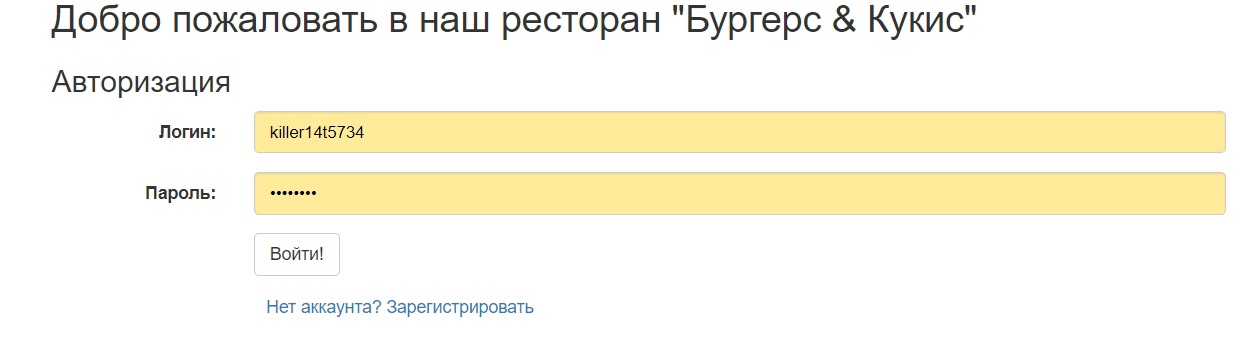 Добро пожаловать в наш ресторан "Бургерс & Кукис"
Авторизация
Логин: killer14t5734
Пароль: ••••••••
Войти!
Нет аккаунта? Зарегистрировать